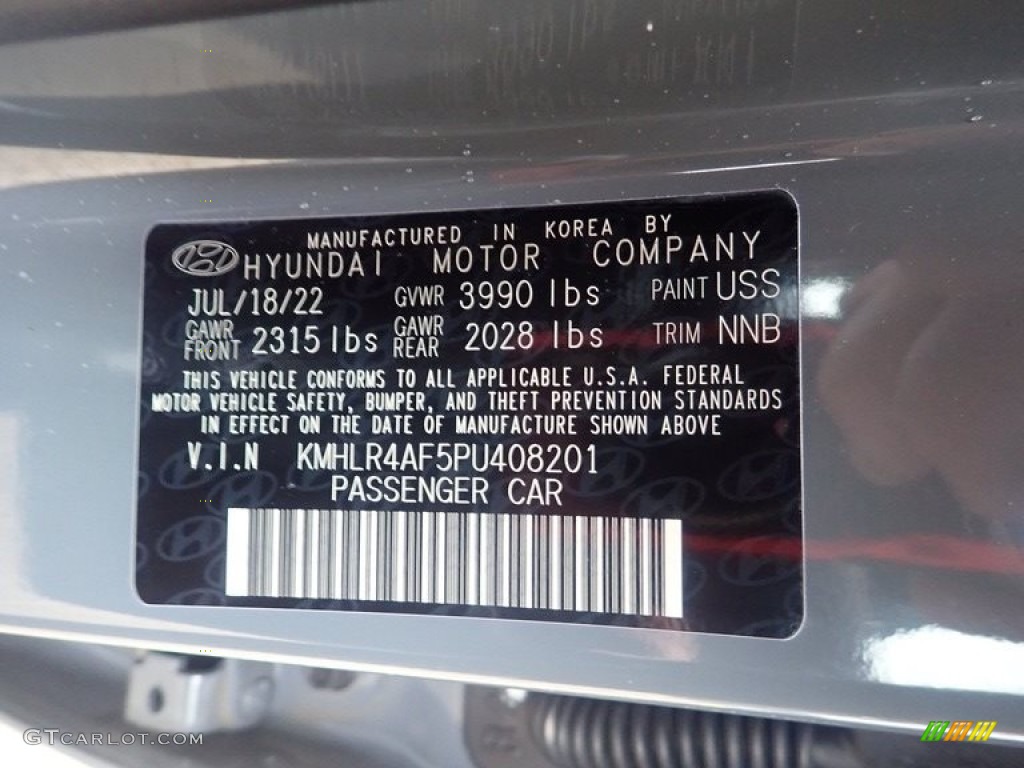 MANUFACTURED IN KOREA BY
HYUNDAI MOTOR COMPANY
JUL/18/22 GVWR 3990 lbs PAINT USS
GAWR FRONT 2315 lbs GAWR REAR 2028 lbs TRIM NNB
THIS VEHICLE CONFORMS TO ALL APPLICABLE U.S.A. FEDERAL
MOTOR VEHICLE SAFETY, BUMPER, AND THEFT PREVENTION STANDARDS
IN EFFECT ON THE DATE OF MANUFACTURE SHOWN ABOVE
V.I.N KMHLR4AF5PU408201
PASSENGER CAR
GTCARLOT.COM